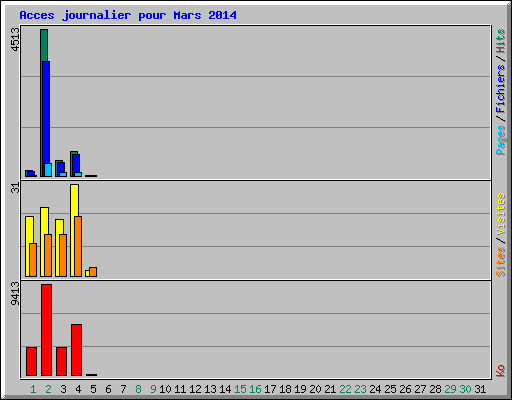 Acces journalier pour Mars 2014
4513
Pages / Fichiers / Hits
31
Sites / Visites
9413
Ko
1 2 3 4 5 6 7 8 9 10 11 12 13 14 15 16 17 18 19 20 21 22 23 24 25 26 27 28 29 30 31